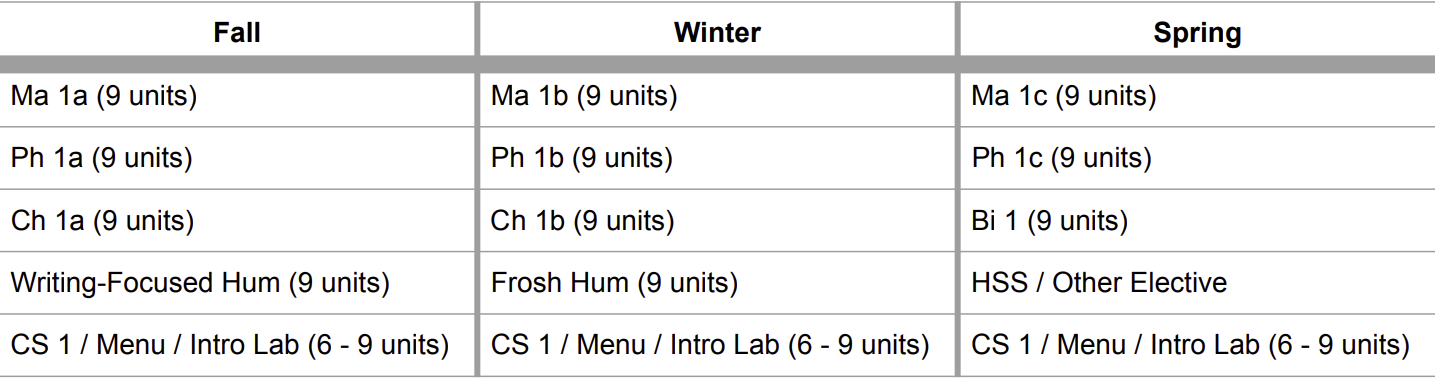 Fall Winter Spring
Ma 1a (9 units) Ma 1b (9 units) Ma 1c (9 units)
Ph 1a (9 units) Ph 1b (9 units) Ph 1c (9 units)
Ch 1a (9 units) Ch 1b (9 units) Bi 1 (9 units)
Writing-Focused Hum (9 units) Frosh Hum (9 units) HSS / Other Elective
CS 1 / Menu / Intro Lab (6 - 9 units) CS 1 / Menu / Intro Lab (6 - 9 units) CS 1 / Menu / Intro Lab (6 - 9 units)